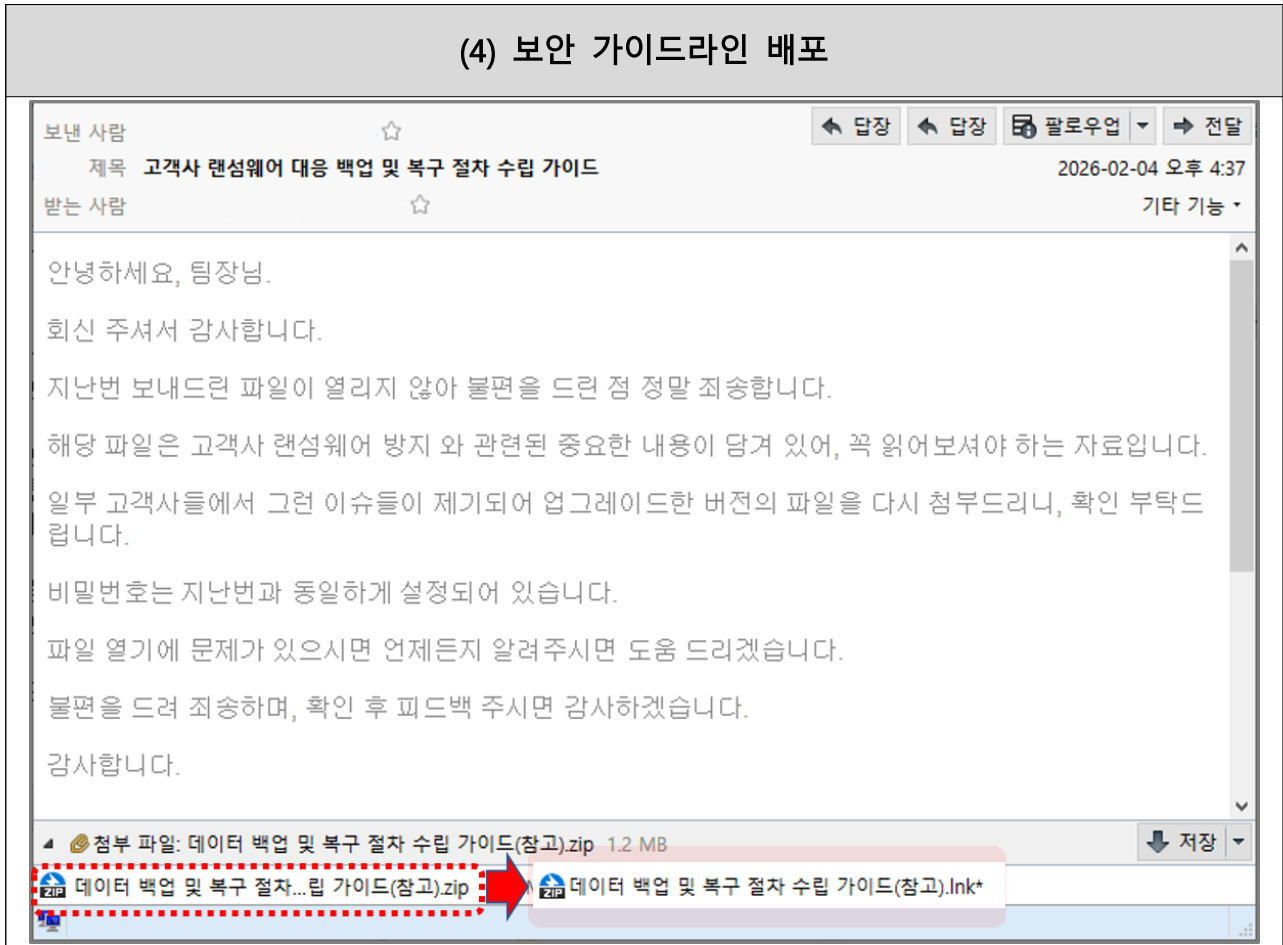 (4) 보안 가이드라인 배포
보낸 사람
답장 답장 팔로우업 전달
제목 고객사 랜섬웨어 대응 백업 및 복구 절차 수립 가이드 2026-02-04 오후 4:37
받는 사람 기타 기능
안녕하세요, 팀장님.
회신 주셔서 감사합니다.
지난번 보내드린 파일이 열리지 않아 불편을 드린 점 정말 죄송합니다.
해당 파일은 고객사 랜섬웨어 방지 와 관련된 중요한 내용이 담겨 있어, 꼭 읽어보셔야 하는 자료입니다.
일부 고객사들에서 그런 이슈들이 제기되어 업그레이드한 버전의 파일을 다시 첨부드리니, 확인 부탁드
립니다.
비밀번호는 지난번과 동일하게 설정되어 있습니다.
파일 열기에 문제가 있으시면 언제든지 알려주시면 도움 드리겠습니다.
불편을 드려 죄송하며, 확인 후 피드백 주시면 감사하겠습니다.
감사합니다.
첨부 파일: 데이터 백업 및 복구 절차 수립 가이드(참고).zip 1.2 MB 저장
ZIP 데이터 백업 및 복구 절차...립 가이드(참고).zip ZIP 데이터 백업 및 복구 절차 수립 가이드(참고).lnk*